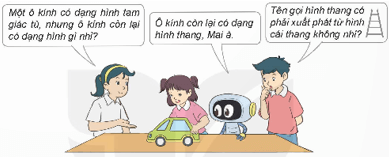 Một ô kính có dạng hình tam
giác tù, nhưng ô kính còn lại
có dạng hình gì nhỉ?
Ô kính còn lại có dạng
hình thang, Mai à.
Tên gọi hình thang có
phải xuất phát từ hình
cái thang không nhỉ?